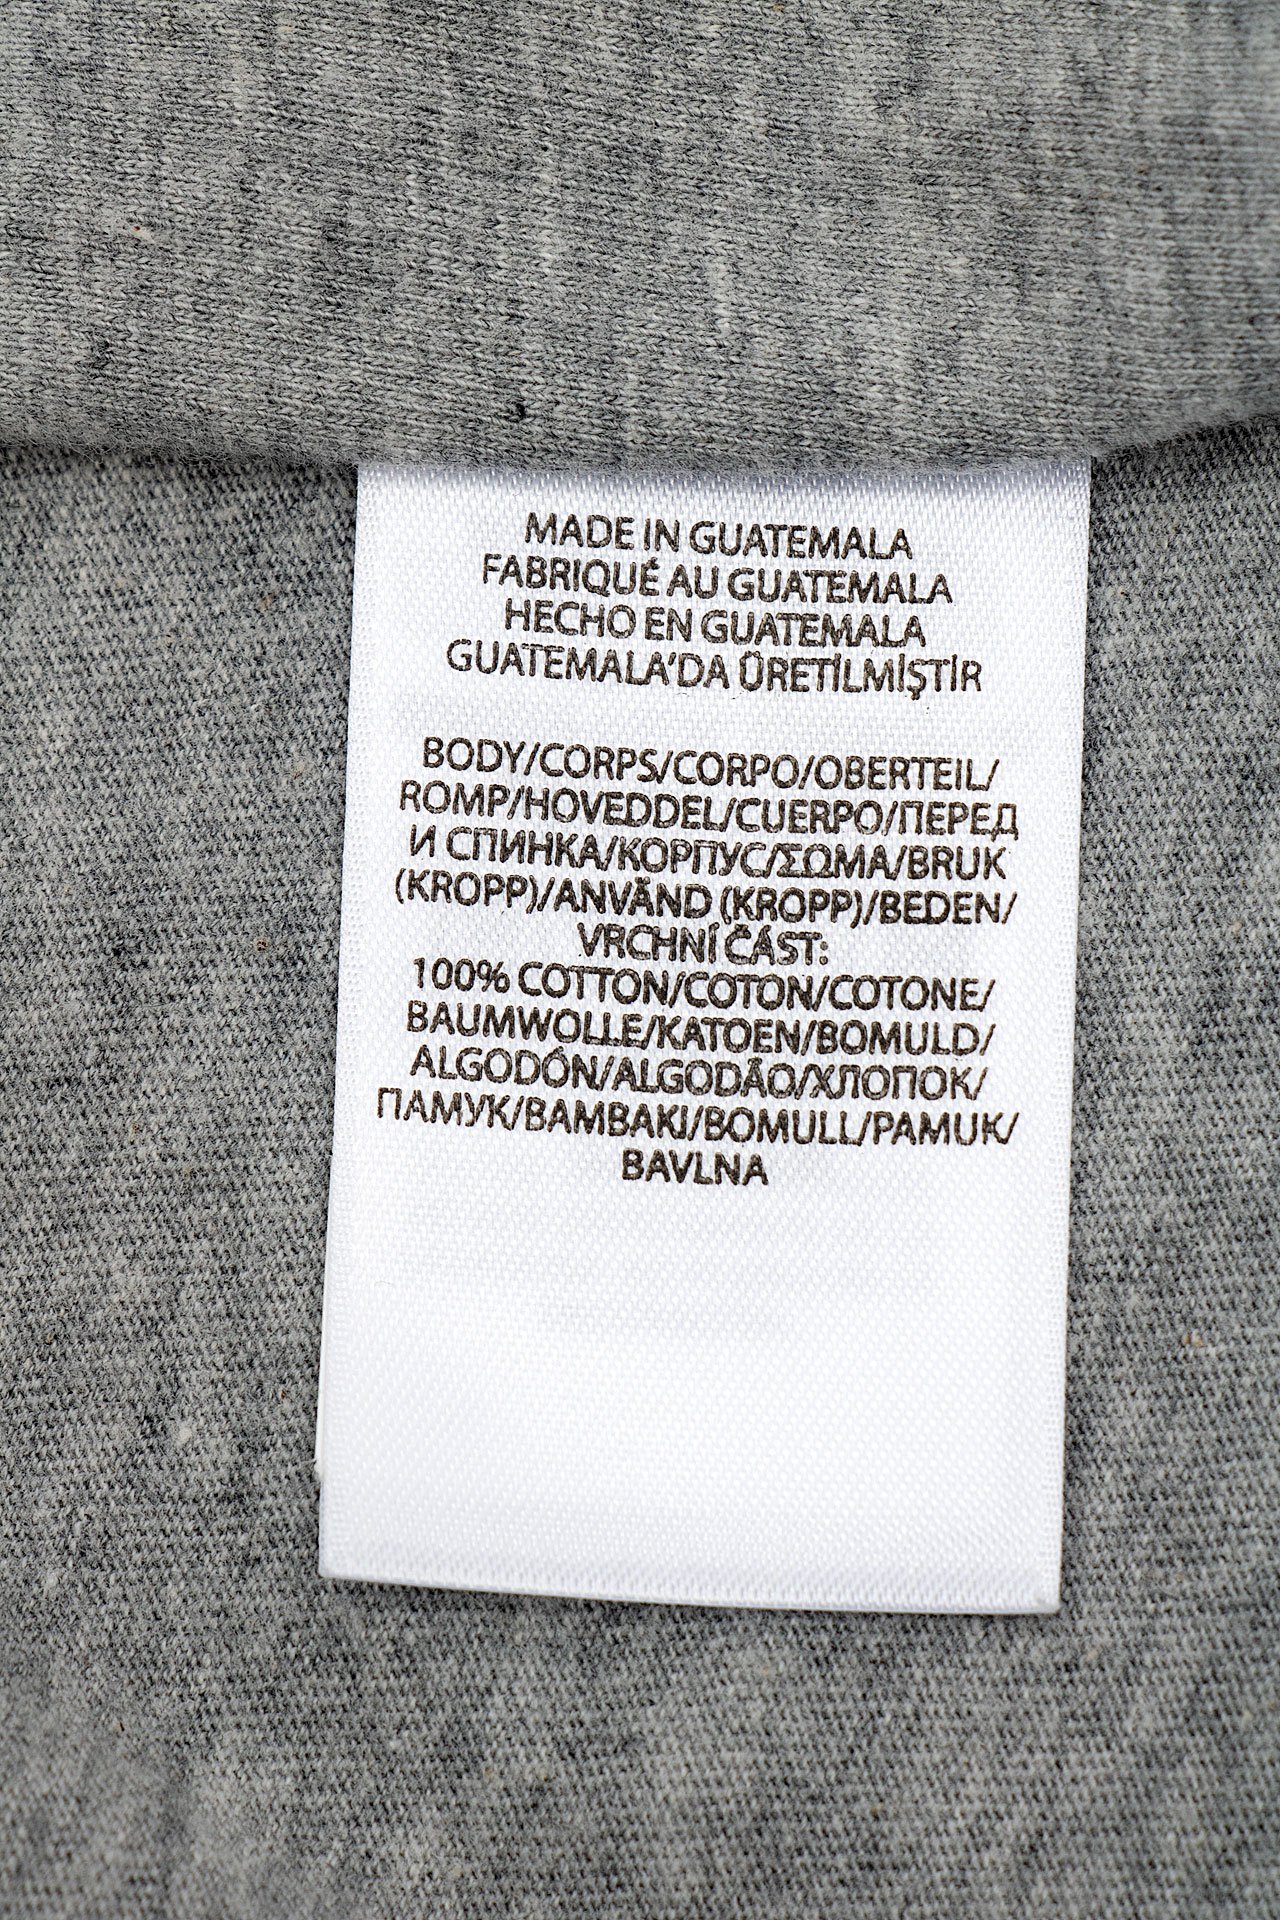 MADE IN GUATEMALA
FABRIQUÉ AU GUATEMALA
HECHO EN GUATEMALA
GUATEMALA'DA ÜRETİLMİŞTİR
BODY/CORPS/CORPO/OBERTEIL/
ROMP/HOVEDDEL/CUERPO/ПЕРЕД
И СПИНКА/КОРПУС/ΣΩΜΑ/BRUK
(KROPP)/ANVÄND (KROPP)/BEDEN/
VRCHNÍ ČÁST:
100% COTTON/COTON/COTONE/
BAUMWOLLE/KATOEN/BOMULD/
ALGODÓN/ALGODÃO/ХЛОПОК/
ПАМУК/BAMBAKI/BOMULL/PAMUK/
BAVLNA